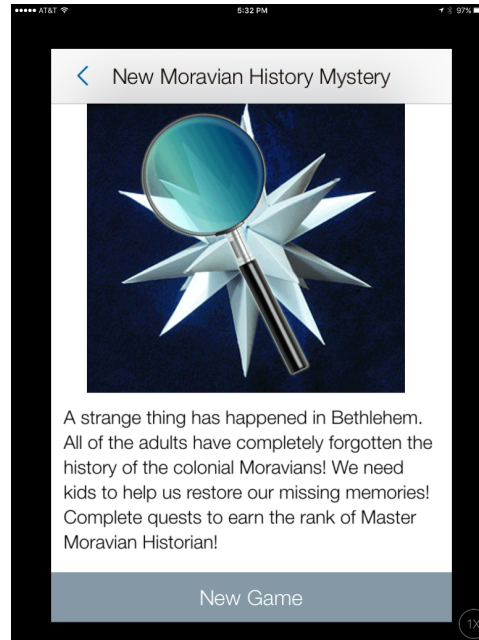 AT&T 5:32 PM 97%
New Moravian History Mystery
A strange thing has happened in Bethlehem.
All of the adults have completely forgotten the
history of the colonial Moravians! We need
kids to help us restore our missing memories!
Complete quests to earn the rank of Master
Moravian Historian!
New Game
1X